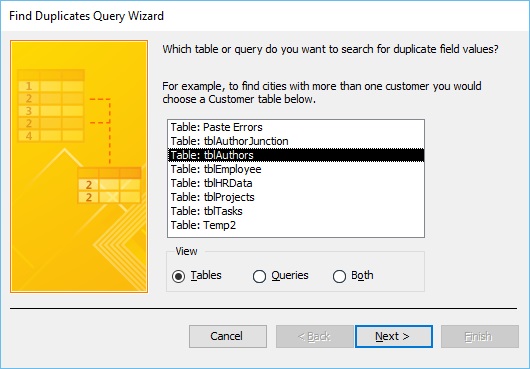 Find Duplicates Query Wizard
Which table or query do you want to search for duplicate field values?
For example, to find cities with more than one customer you would
choose a Customer table below.
1
2
2
3
2
4
2
2
Table: Paste Errors
Table: tblAuthorJunction
Table: tblAuthors
Table: tblEmployee
Table: tblHRData
Table: tblProjects
Table: tblTasks
Table: Temp2
View
Tables Queries Both
Cancel < Back Next > Finish